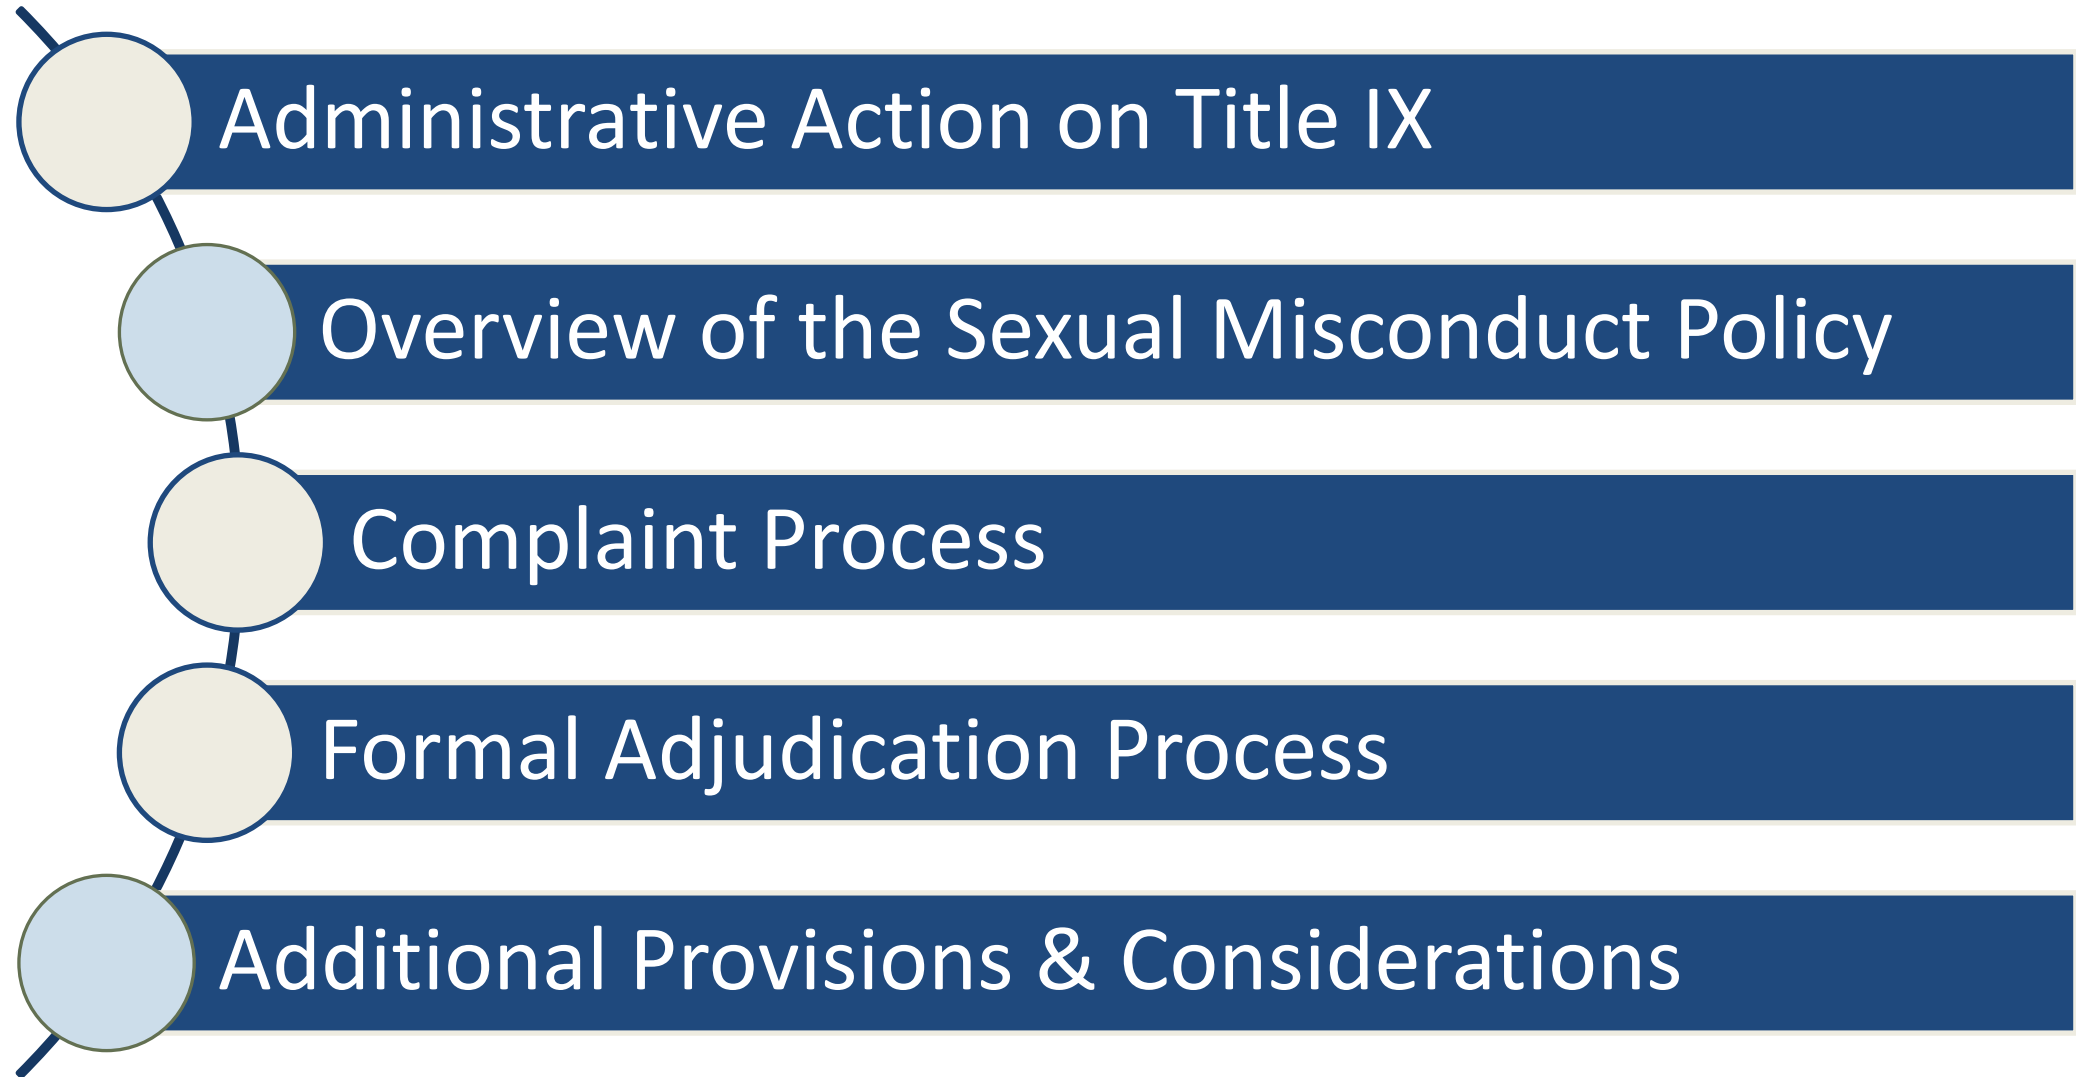 Administrative Action on Title IX
Overview of the Sexual Misconduct Policy
Complaint Process
Formal Adjudication Process
Additional Provisions & Considerations